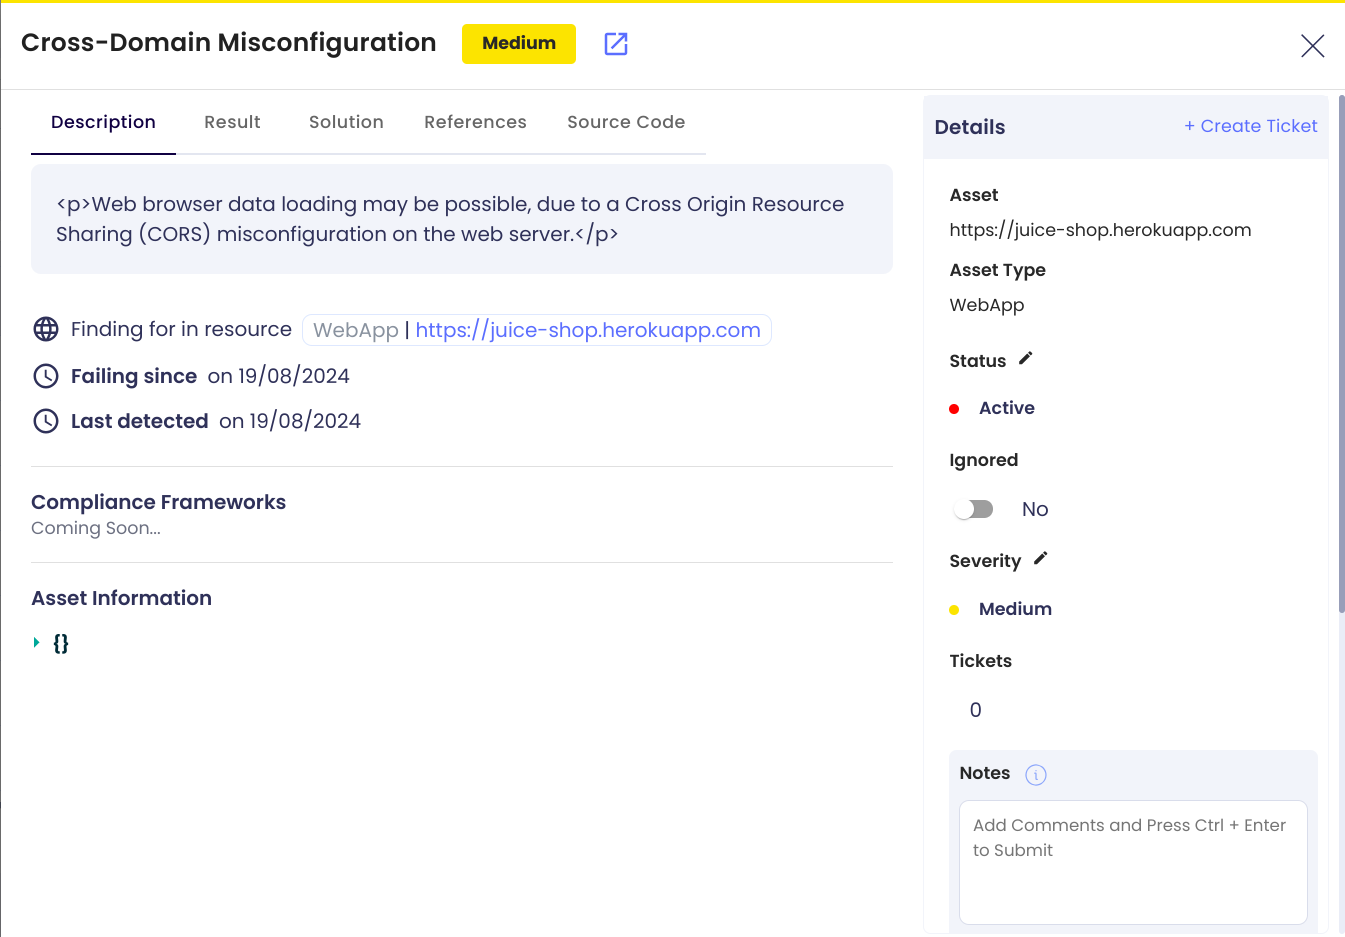 Cross-Domain Misconfiguration Medium
Description Result Solution References Source Code
<p>Web browser data loading may be possible, due to a Cross Origin Resource
Sharing (CORS) misconfiguration on the web server.</p>
Finding for in resource WebApp | https://juice-shop.herokuapp.com
Failing since on 19/08/2024
Last detected on 19/08/2024
Compliance Frameworks
Coming Soon...
Asset Information
{}
Details + Create Ticket
Asset
https://juice-shop.herokuapp.com
Asset Type
WebApp
Status
Active
Ignored
No
Severity
Medium
Tickets
0
Notes
Add Comments and Press Ctrl + Enter
to Submit